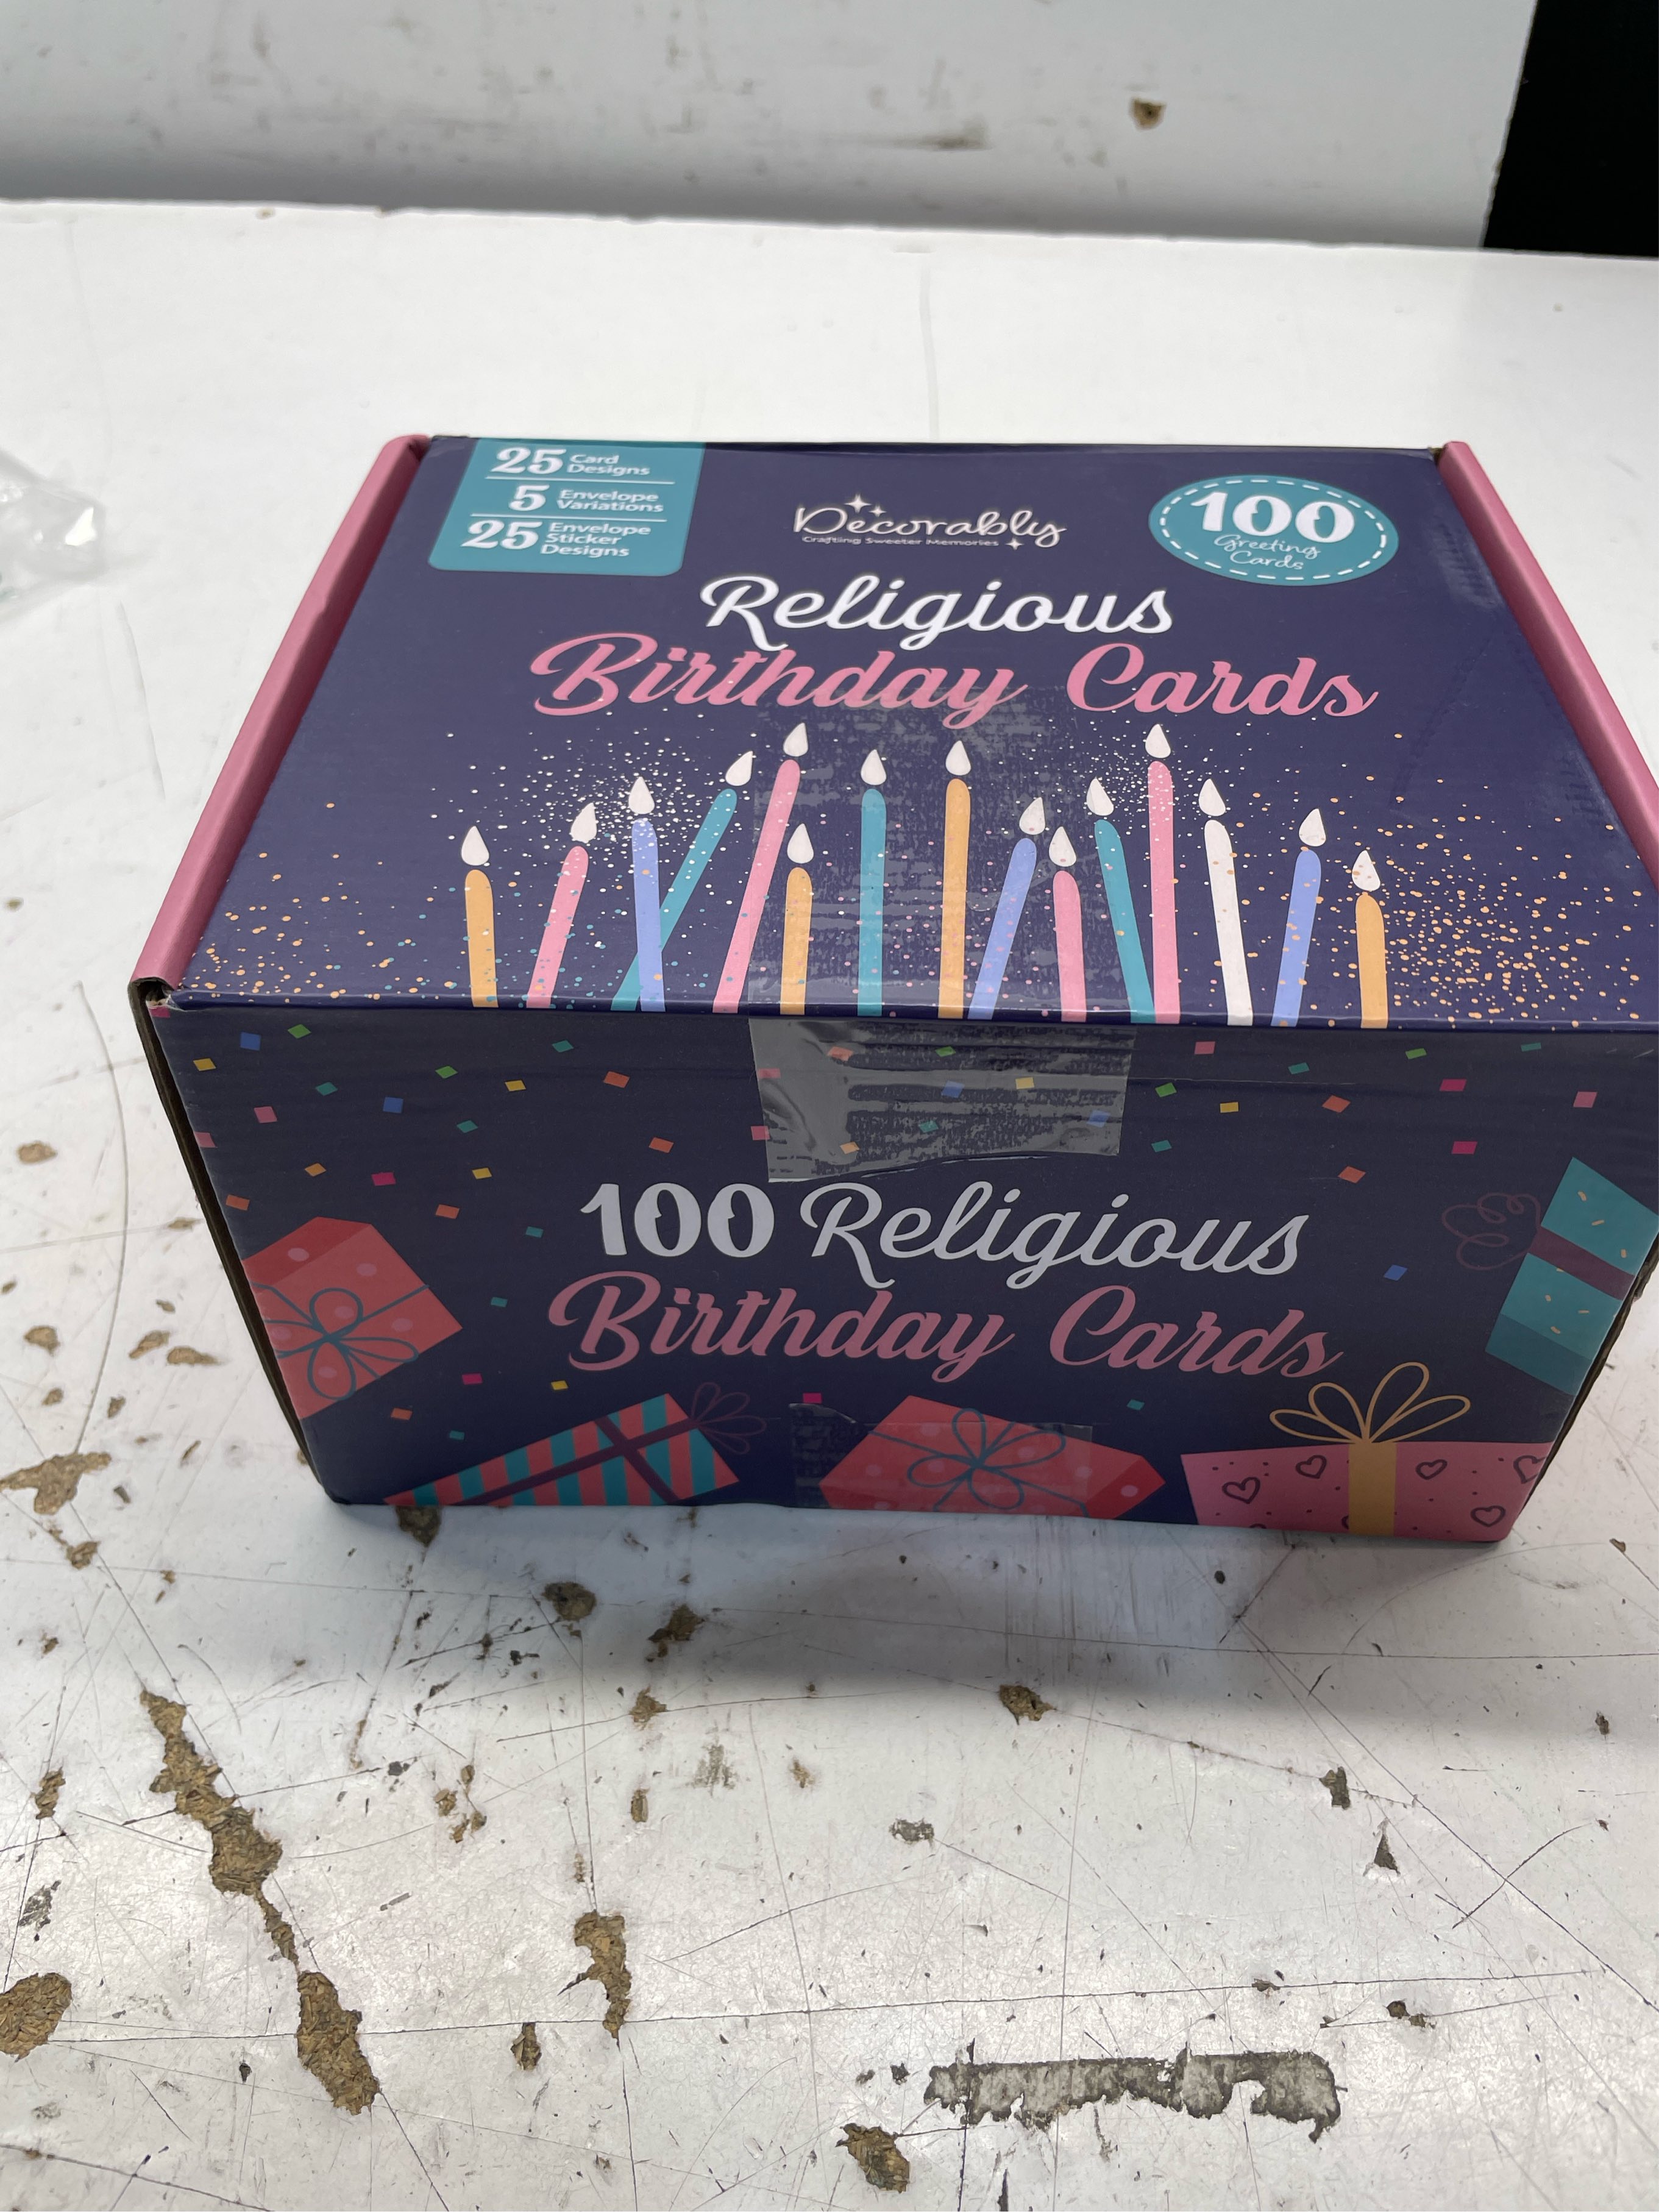 25 Card
Designs
5 Envelope
Variations
25 Envelope
Sticker
Designs
Decorably
Crafting Sweeter Memories
100
Greeting
Cards
Religious
Birthday Cards
100 Religious
Birthday Cards